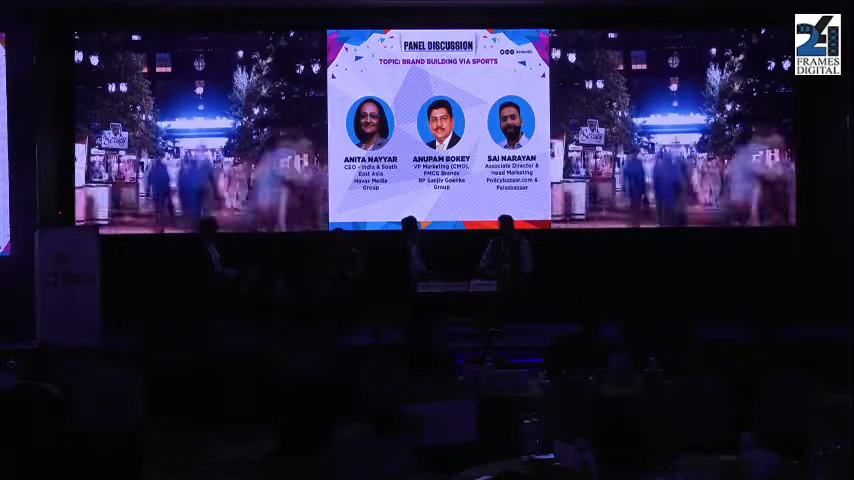 PANEL DISCUSSION
TOPIC: BRAND BUILDING VIA SPORTS
ANITA NAYYAR
CEO - India & South
East Asia
Havas Media
Group
ANUPAM BOKEY
VP Marketing (CMO),
FMCG Brands
RP Sanjiv Goenka
Group
SAI NARAYAN
Associate Director &
Head Marketing
Policybazaar.com &
Paisabazaar
24
FRAMES
DIGITAL